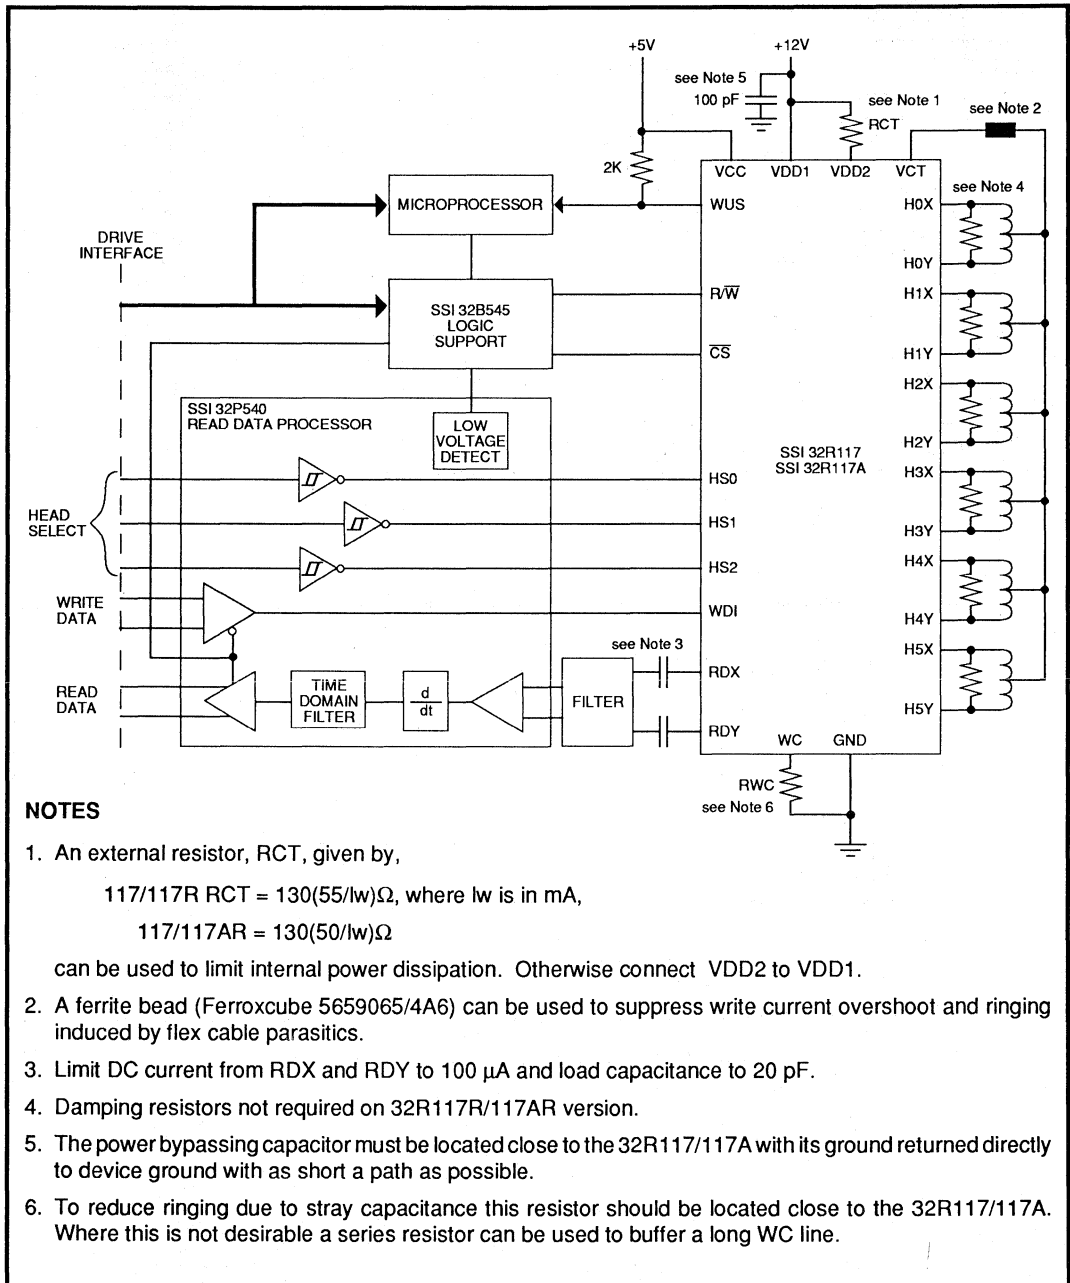 +5V
+12V
see Note 5
100 pF
see Note 1
RCT
see Note 2
2K
VCC
VDD1
VDD2
VCT
see Note 4
MICROPROCESSOR
WUS
H0X
DRIVE
INTERFACE
H0Y
SSI 32B545
LOGIC
SUPPORT
R/W̅
H1X
C̅S̅
H1Y
SSI 32P540
READ DATA PROCESSOR
LOW
VOLTAGE
DETECT
H2X
H2Y
SSI 32R117
SSI 32R117A
HEAD
SELECT
HS0
H3X
HS1
H3Y
HS2
H4X
WRITE
DATA
WDI
H4Y
see Note 3
H5X
READ
DATA
TIME
DOMAIN
FILTER
d
dt
FILTER
RDX
RDY
H5Y
WC
GND
RWC
see Note 6
NOTES
1. An external resistor, RCT, given by,
117/117R RCT = 130(55/Iw)Ω, where Iw is in mA,
117/117AR = 130(50/Iw)Ω
can be used to limit internal power dissipation. Otherwise connect VDD2 to VDD1.
2. A ferrite bead (Ferroxcube 5659065/4A6) can be used to suppress write current overshoot and ringing
induced by flex cable parasitics.
3. Limit DC current from RDX and RDY to 100 µA and load capacitance to 20 pF.
4. Damping resistors not required on 32R117R/117AR version.
5. The power bypassing capacitor must be located close to the 32R117/117A with its ground returned directly
to device ground with as short a path as possible.
6. To reduce ringing due to stray capacitance this resistor should be located close to the 32R117/117A.
Where this is not desirable a series resistor can be used to buffer a long WC line.